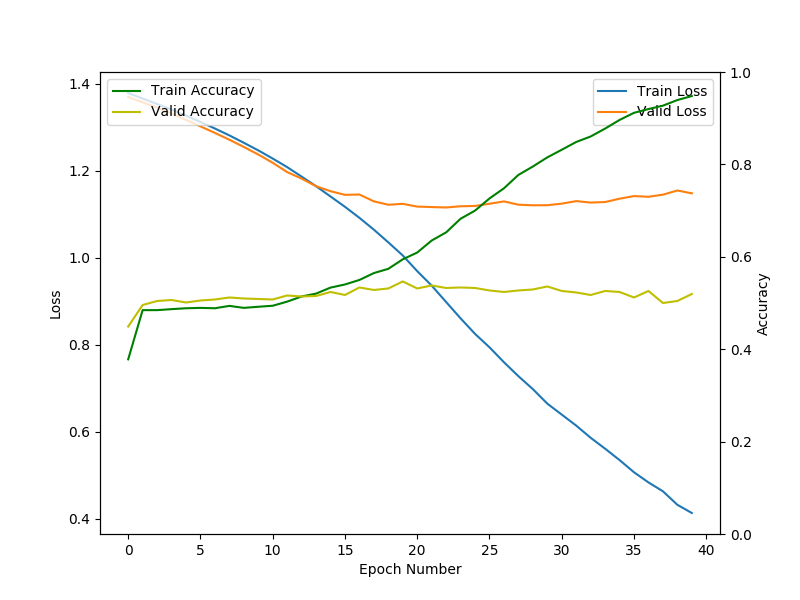 Train Accuracy
Valid Accuracy
Train Loss
Valid Loss
1.4
1.2
1.0
0.8
0.6
0.4
Loss
1.0
0.8
0.6
0.4
0.2
0.0
Accuracy
0 5 10 15 20 25 30 35 40
Epoch Number